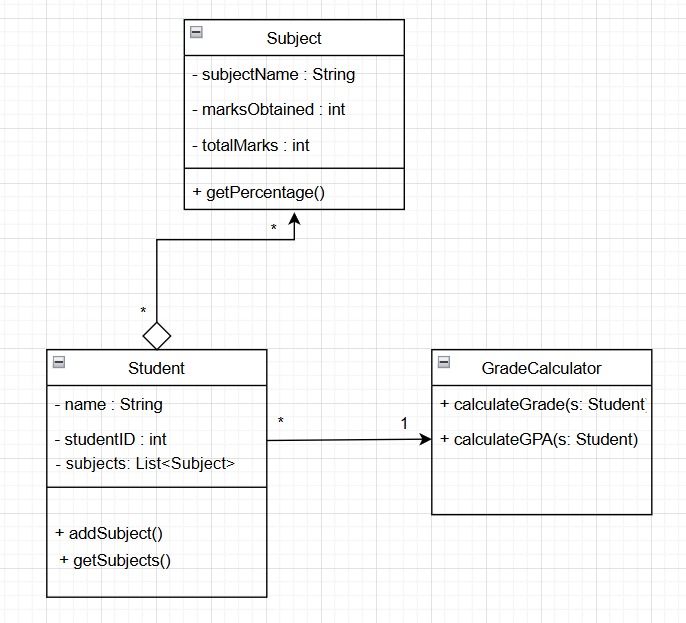 Subject
- subjectName : String
- marksObtained : int
- totalMarks : int
+ getPercentage()
*
*
Student
- name : String
- studentID : int
- subjects: List<Subject>
+ addSubject()
+ getSubjects()
*
1
GradeCalculator
+ calculateGrade(s: Student
+ calculateGPA(s: Student)